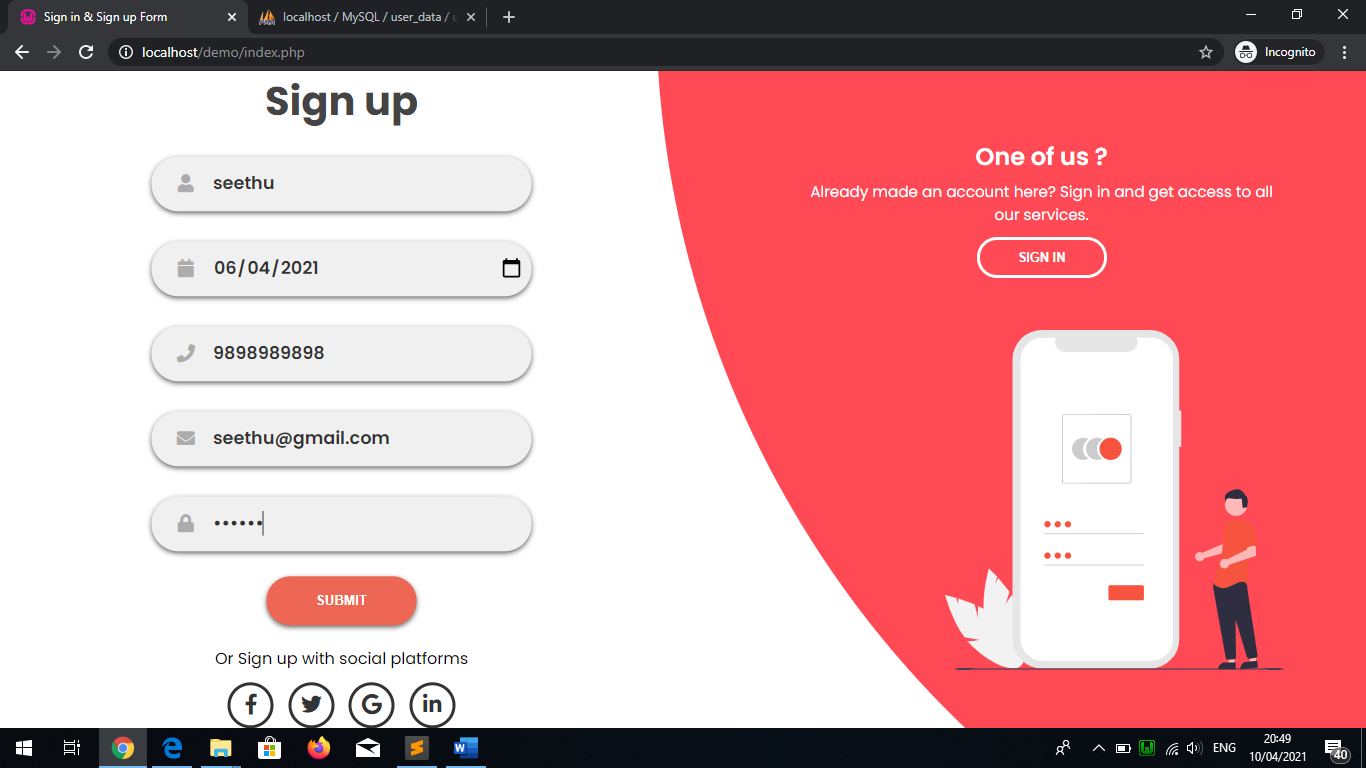 Sign in & Sign up Form
localhost / MySQL / user_data /
localhost/demo/index.php
Incognito
Sign up
seethu
06/04/2021
9898989898
seethu@gmail.com
••••••
SUBMIT
Or Sign up with social platforms
One of us ?
Already made an account here? Sign in and get access to all
our services.
SIGN IN
ENG
20:49
10/04/2021
40